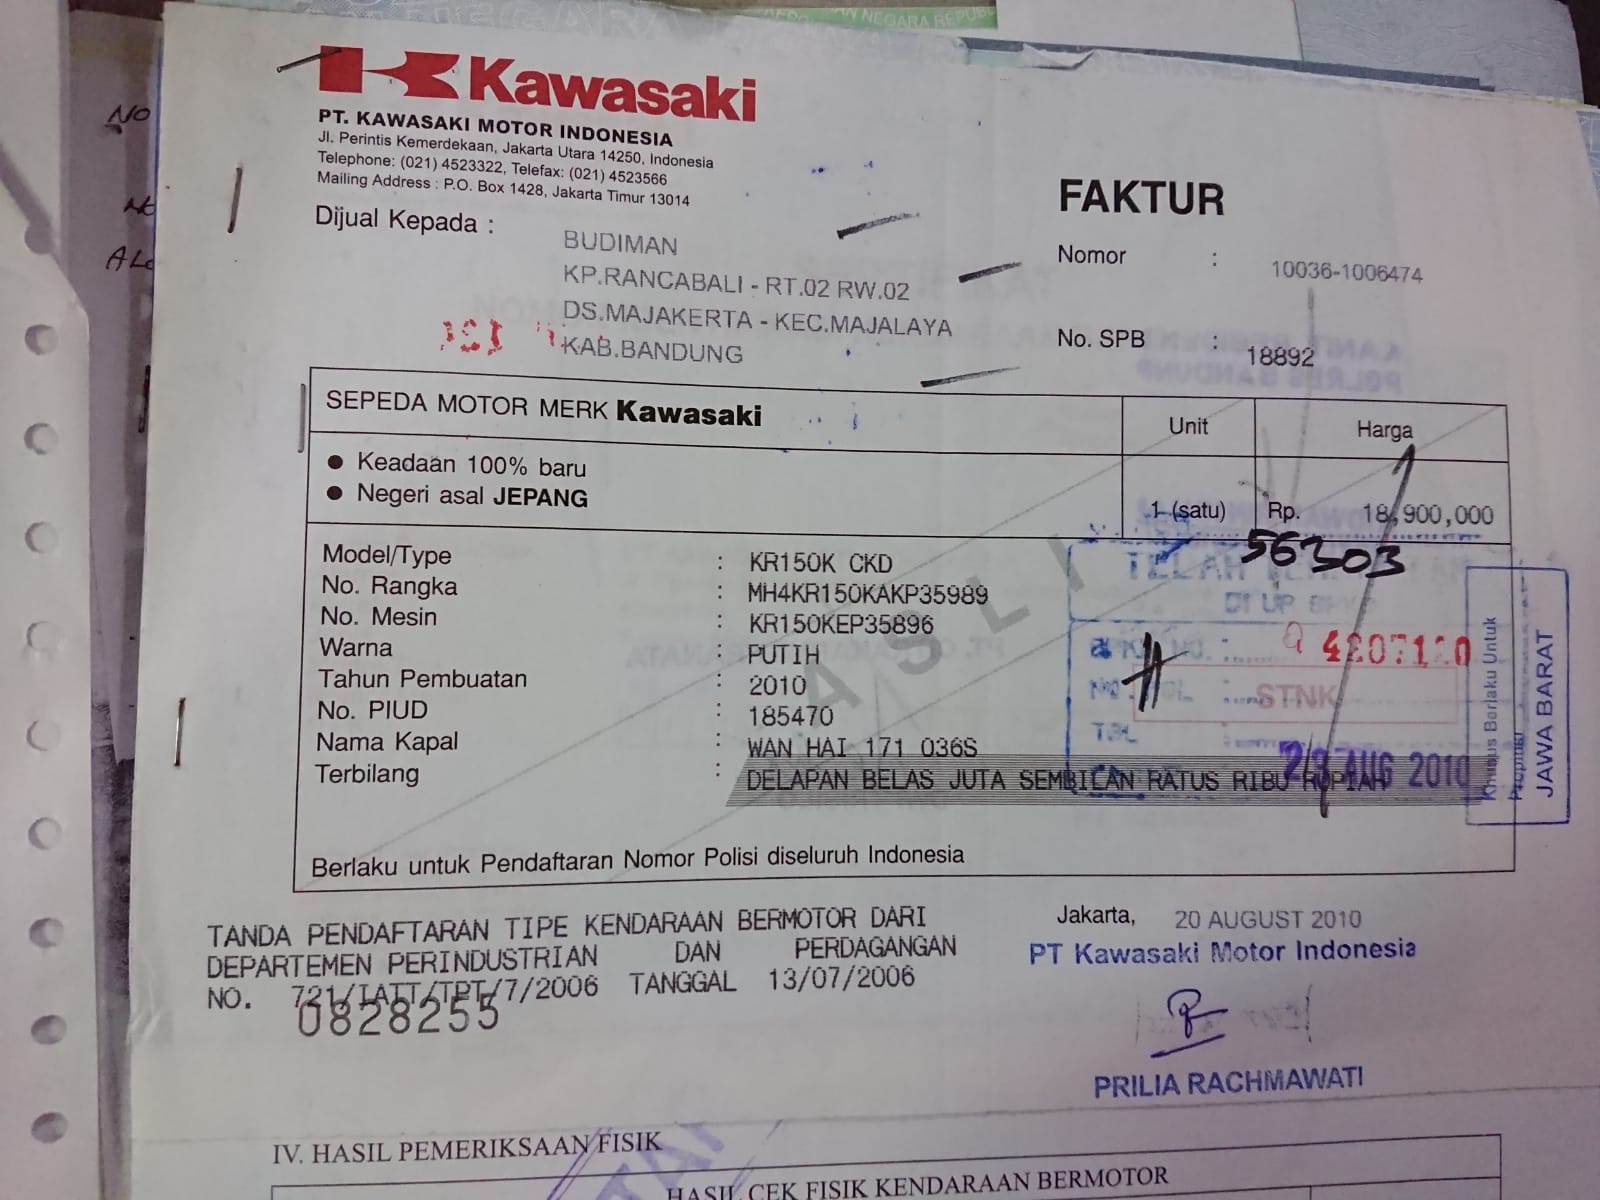 AN NEGARA REPUBL
NO
Kawasaki
PT. KAWASAKI MOTOR INDONESIA
Jl. Perintis Kemerdekaan, Jakarta Utara 14250, Indonesia
Telephone: (021) 4523322, Telefax: (021) 4523566
Mailing Address : P.O. Box 1428, Jakarta Timur 13014
FAKTUR
Dijual Kepada :
BUDIMAN
KP.RANCABALI - RT.02 RW.02
DS.MAJAKERTA - KEC.MAJALAYA
KAB.BANDUNG
Nomor : 10036-1006474
No. SPB : 18892
SEPEDA MOTOR MERK Kawasaki
Unit
Harga
● Keadaan 100% baru
● Negeri asal JEPANG
1 (satu)
Rp. 18,900,000
56303
Model/Type : KR150K CKD
No. Rangka : MH4KR150KAKP35989
No. Mesin : KR150KEP35896
Warna : PUTIH
Tahun Pembuatan : 2010
No. PIUD : 185470
Nama Kapal : WAN HAI 171 036S
Terbilang : DELAPAN BELAS JUTA SEMBILAN RATUS RIBU RUPIAH
ASLI
TELAH
DI UP
4207120
STNK
TGL
23 AUG 2010
Khusus Berlaku Untuk
Propinsi
JAWA BARAT
Berlaku untuk Pendaftaran Nomor Polisi diseluruh Indonesia
TANDA PENDAFTARAN TIPE KENDARAAN BERMOTOR DARI
DEPARTEMEN PERINDUSTRIAN DAN PERDAGANGAN
NO. 721/IATT/TPT/7/2006 TANGGAL 13/07/2006
0828255
Jakarta, 20 AUGUST 2010
PT Kawasaki Motor Indonesia
PRILIA RACHMAWATI
IV. HASIL PEMERIKSAAN FISIK
HASIL CEK FISIK KENDARAAN BERMOTOR